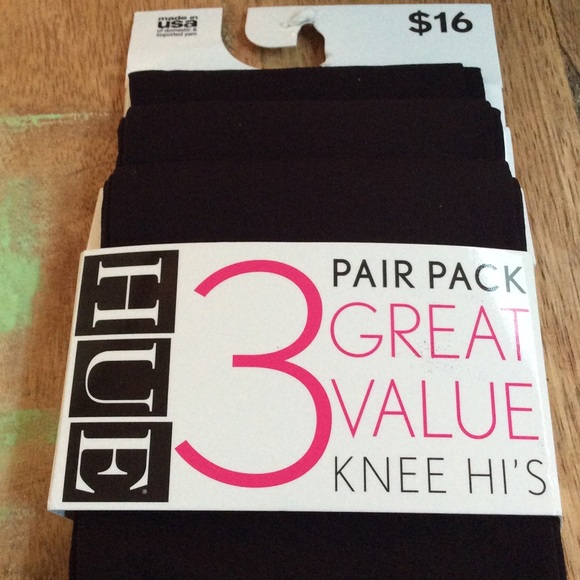 made in
usa
of domestic &
imported yarn
$16
HUE®
3
PAIR PACK
GREAT
VALUE
KNEE HI'S